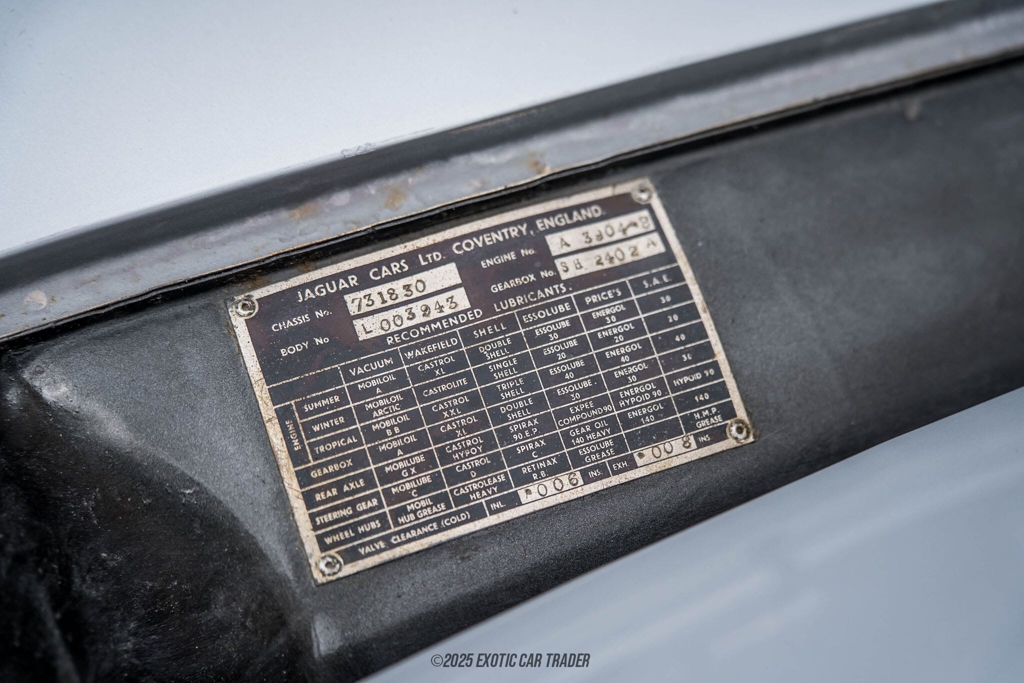 JAGUAR CARS LTD. COVENTRY, ENGLAND.
CHASSIS No. 731830 ENGINE No. A 3904-B
BODY No L 003943 GEARBOX No. SB 2402 A
RECOMMENDED LUBRICANTS.
VACUUM WAKEFIELD SHELL ESSOLUBE PRICE'S S.A.E.
ENGINE SUMMER MOBILOIL A CASTROL XL DOUBLE SHELL ESSOLUBE 30 ENERGOL 30 30
WINTER MOBILOIL ARCTIC CASTROLITE SINGLE SHELL ESSOLUBE 20 ENERGOL 20 20
TROPICAL MOBILOIL B B CASTROL XXL TRIPLE SHELL ESSOLUBE 40 ENERGOL 40 40
GEARBOX MOBILOIL A CASTROL XL DOUBLE SHELL ESSOLUBE 30 ENERGOL 30 30
REAR AXLE MOBILUBE G X CASTROL HYPOY SPIRAX 90.E.P EXPEE COMPOUND 90 ENERGOL HYPOID 90 HYPOID 90
STEERING GEAR MOBILUBE C CASTROL D SPIRAX C GEAR OIL 140 HEAVY ENERGOL 140 140
WHEEL HUBS MOBIL HUB GREASE CASTROLEASE HEAVY RETINAX R.B. ESSOLUBE GREASE H.M.P. GREASE
VALVE CLEARANCE (COLD) INL. 006 INS. EXH. 008 INS
©2025 EXOTIC CAR TRADER